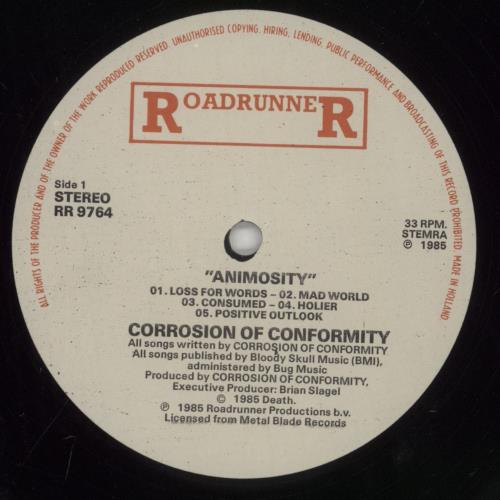 ALL RIGHTS OF THE PRODUCER AND OF THE OWNER OF THE WORK REPRODUCED RESERVED. UNAUTHORISED COPYING. HIRING. LENDING. PUBLIC PERFORMANCE AND BROADCASTING OF THIS RECORD PROHIBITED. MADE IN HOLLAND
ROADRUNNER
Side 1
STEREO
RR 9764
33 RPM.
STEMRA
℗ 1985
"ANIMOSITY"
01. LOSS FOR WORDS – 02. MAD WORLD
03. CONSUMED – 04. HOLIER
05. POSITIVE OUTLOOK
CORROSION OF CONFORMITY
All songs written by CORROSION OF CONFORMITY
All songs published by Bloody Skull Music (BMI),
administered by Bug Music
Produced by CORROSION OF CONFORMITY,
Executive Producer: Brian Slagel
© 1985 Death.
℗ 1985 Roadrunner Productions b.v.
Licensed from Metal Blade Records